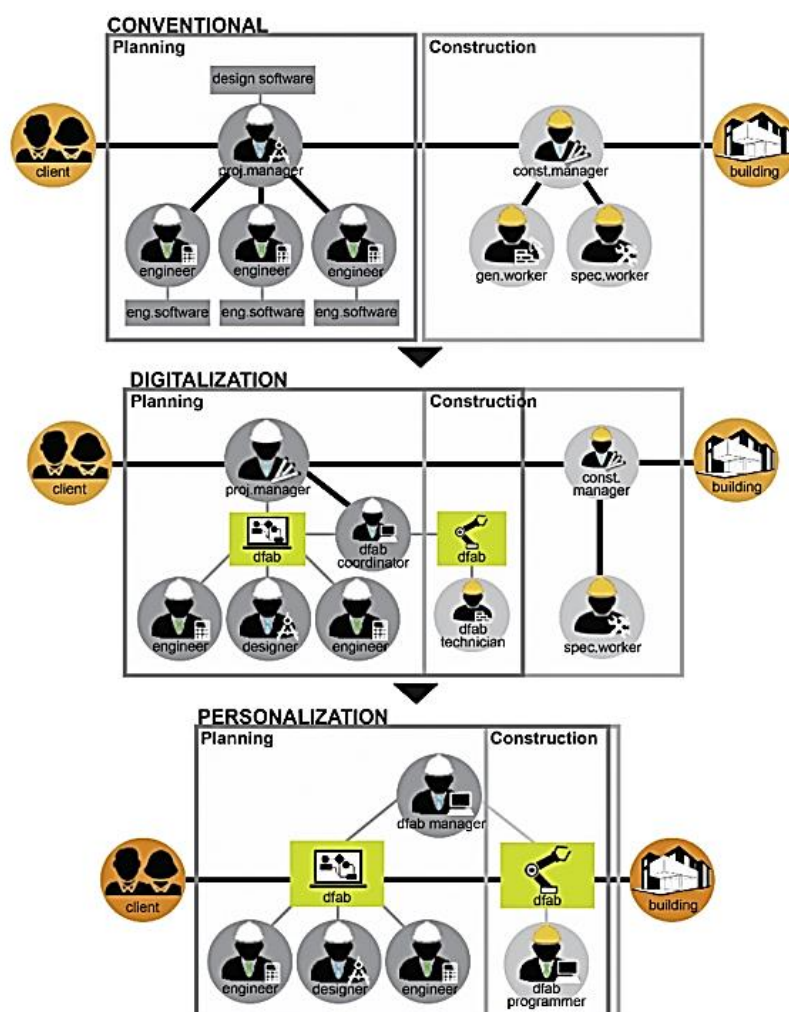 CONVENTIONAL
Planning
Construction
design software
client
proj.manager
const.manager
building
engineer
engineer
engineer
gen.worker
spec.worker
eng.software
eng.software
eng.software
DIGITALIZATION
Planning
Construction
client
proj.manager
const.
manager
building
dfab
dfab
coordinator
dfab
engineer
designer
engineer
dfab
technician
spec.worker
PERSONALIZATION
Planning
Construction
dfab manager
client
dfab
dfab
building
engineer
designer
engineer
dfab
programmer